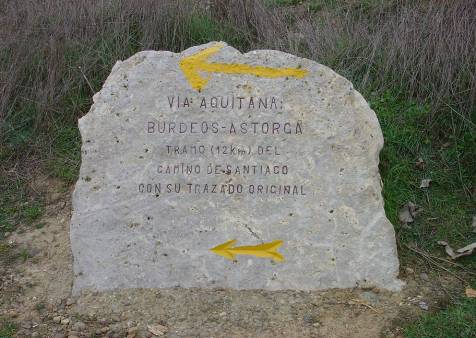 VIA AQUITANA:
BURDEOS-ASTORGA
TRAMO (12Km) DEL
CAMINO DE SANTIAGO
CON SU TRAZADO ORIGINAL